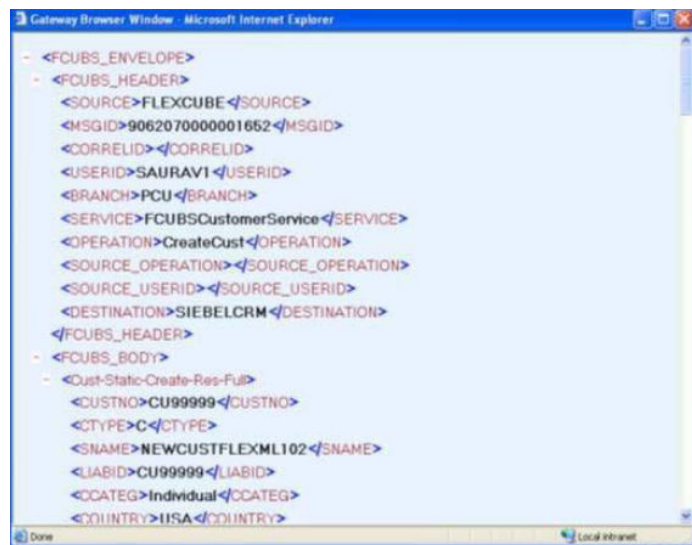 Gateway Browser Window - Microsoft Internet Explorer
- <FCUBS_ENVELOPE>
- <FCUBS_HEADER>
<SOURCE>FLEXCUBE</SOURCE>
<MSGID>9062070000001652</MSGID>
<CORRELID></CORRELID>
<USERID>SAURAV1</USERID>
<BRANCH>PCU</BRANCH>
<SERVICE>FCUBSCustomerService</SERVICE>
<OPERATION>CreateCust</OPERATION>
<SOURCE_OPERATION></SOURCE_OPERATION>
<SOURCE_USERID></SOURCE_USERID>
<DESTINATION>SIEBELCRM</DESTINATION>
</FCUBS_HEADER>
- <FCUBS_BODY>
- <Cust-Static-Create-Res-Full>
<CUSTNO>CU99999</CUSTNO>
<CTYPE>C</CTYPE>
<SNAME>NEWCUSTFLEXML102</SNAME>
<LIABID>CU99999</LIABID>
<CCATEG>Individual</CCATEG>
<COUNTRY>USA</COUNTRY>
Done Local intranet